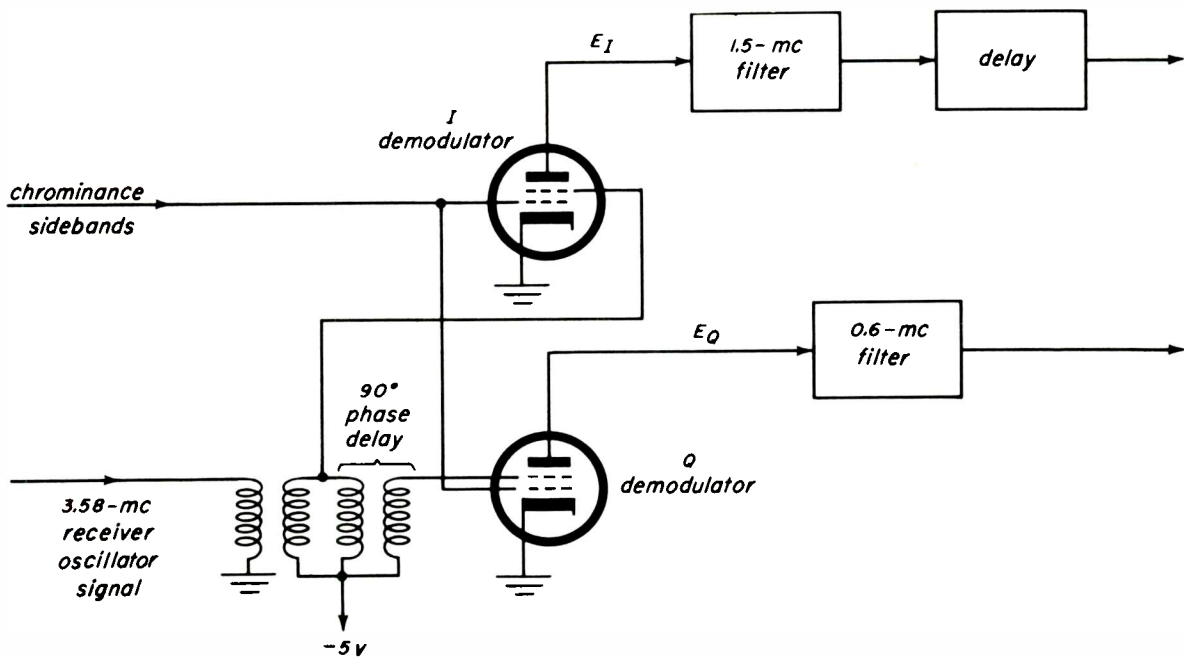 E_I
1.5-mc
filter
delay
I
demodulator
chrominance
sidebands
E_Q
0.6-mc
filter
90°
phase
delay
Q
demodulator
3.58-mc
receiver
oscillator
signal
-5v